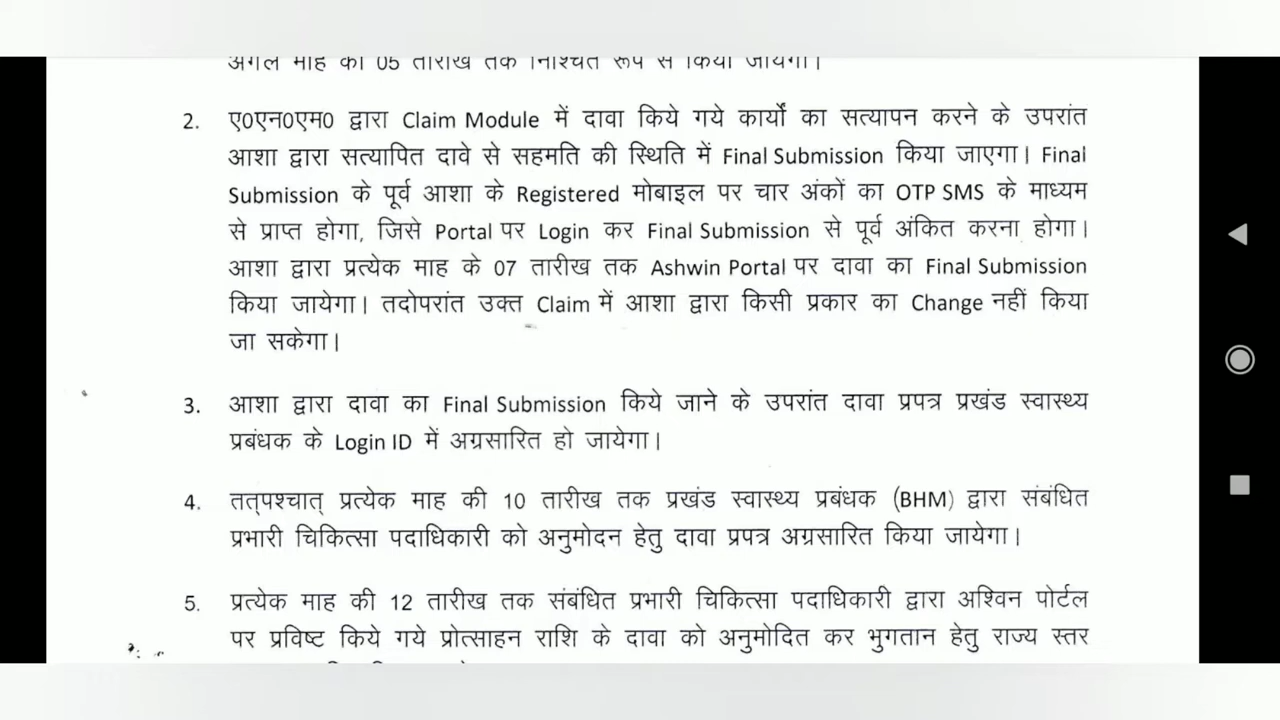 अगले माह की 05 तारीख तक निश्चित रूप से किया जायेगा।
2. ए0एन0एम0 द्वारा Claim Module में दावा किये गये कार्यों का सत्यापन करने के उपरांत
आशा द्वारा सत्यापित दावे से सहमति की स्थिति में Final Submission किया जाएगा। Final
Submission के पूर्व आशा के Registered मोबाइल पर चार अंकों का OTP SMS के माध्यम
से प्राप्त होगा, जिसे Portal पर Login कर Final Submission से पूर्व अंकित करना होगा।
आशा द्वारा प्रत्येक माह के 07 तारीख तक Ashwin Portal पर दावा का Final Submission
किया जायेगा। तदोपरांत उक्त Claim में आशा द्वारा किसी प्रकार का Change नहीं किया
जा सकेगा।
3. आशा द्वारा दावा का Final Submission किये जाने के उपरांत दावा प्रपत्र प्रखंड स्वास्थ्य
प्रबंधक के Login ID में अग्रसारित हो जायेगा।
4. तत्पश्चात् प्रत्येक माह की 10 तारीख तक प्रखंड स्वास्थ्य प्रबंधक (BHM) द्वारा संबंधित
प्रभारी चिकित्सा पदाधिकारी को अनुमोदन हेतु दावा प्रपत्र अग्रसारित किया जायेगा।
5. प्रत्येक माह की 12 तारीख तक संबंधित प्रभारी चिकित्सा पदाधिकारी द्वारा अश्विन पोर्टल
पर प्रविष्ट किये गये प्रोत्साहन राशि के दावा को अनुमोदित कर भुगतान हेतु राज्य स्तर